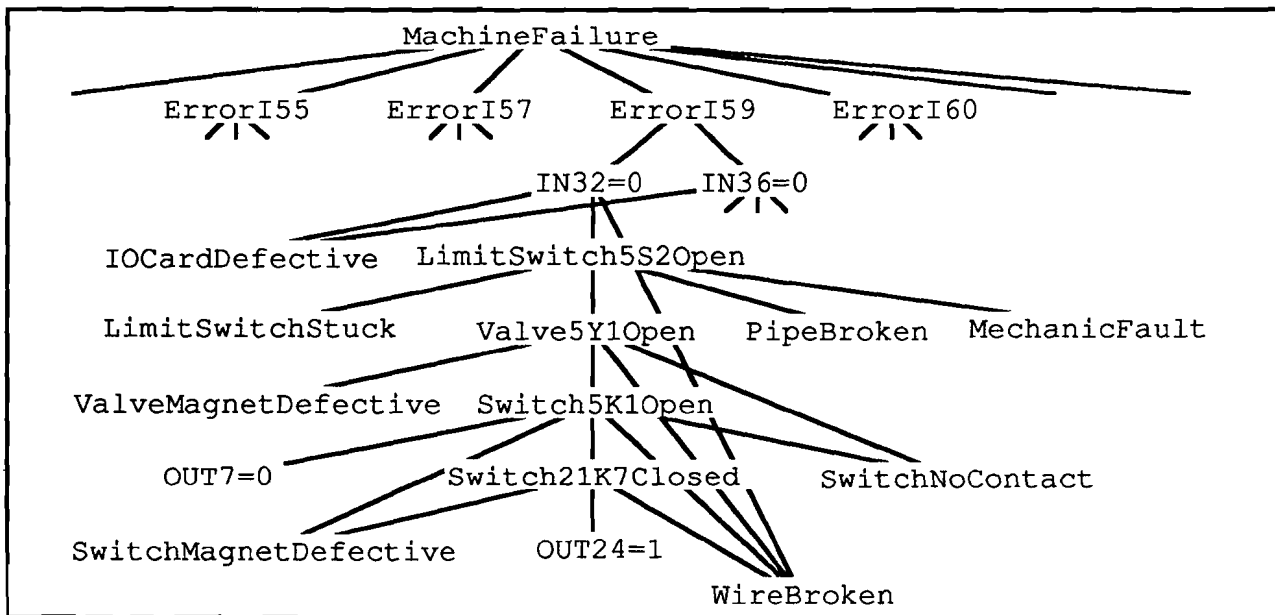 MachineFailure
ErrorI55 ErrorI57 ErrorI59 ErrorI60
IN32=0 IN36=0
IOCardDefective LimitSwitch5S2Open
LimitSwitchStuck Valve5Y1Open PipeBroken MechanicFault
ValveMagnetDefective Switch5K1Open
OUT7=0 Switch21K7Closed SwitchNoContact
SwitchMagnetDefective OUT24=1
WireBroken